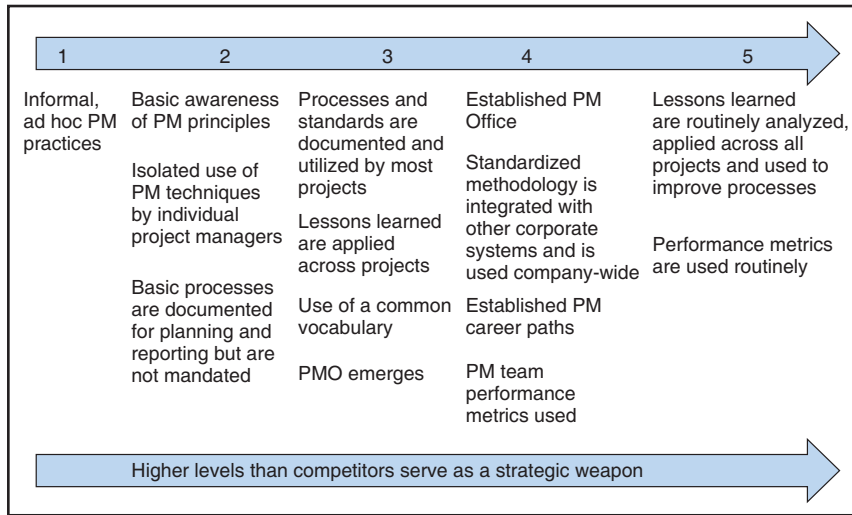 1
2
3
4
5
Informal,
ad hoc PM
practices
Basic awareness
of PM principles
Isolated use of
PM techniques
by individual
project managers
Basic processes
are documented
for planning and
reporting but are
not mandated
Processes and
standards are
documented and
utilized by most
projects
Lessons learned
are applied
across projects
Use of a common
vocabulary
PMO emerges
Established PM
Office
Standardized
methodology is
integrated with
other corporate
systems and is
used company-wide
Established PM
career paths
PM team
performance
metrics used
Lessons learned
are routinely analyzed,
applied across all
projects and used to
improve processes
Performance metrics
are used routinely
Higher levels than competitors serve as a strategic weapon